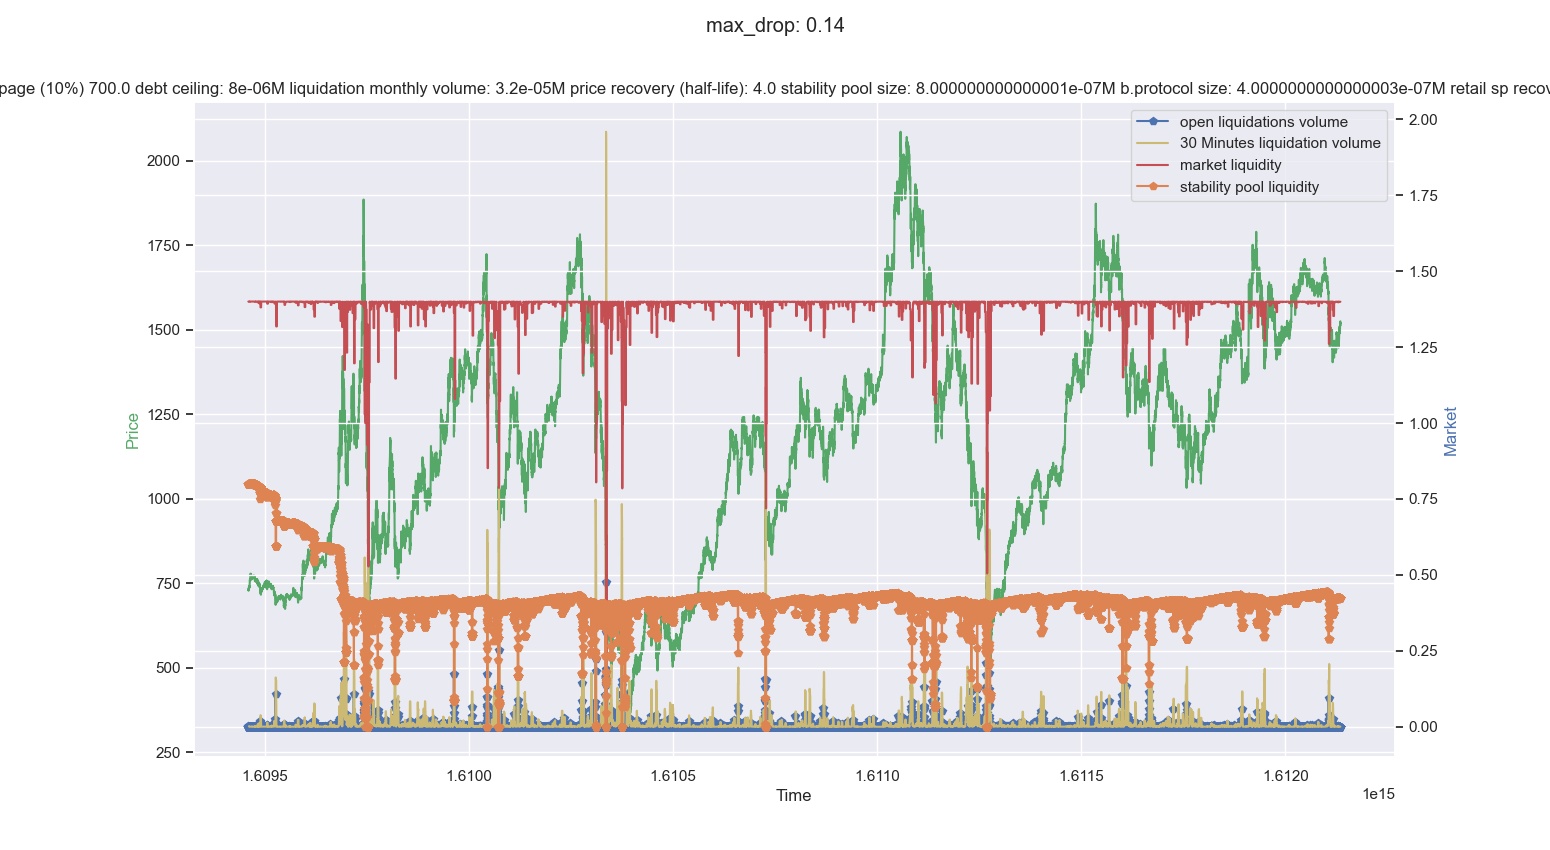 max_drop: 0.14
page (10%) 700.0 debt ceiling: 8e-06M liquidation monthly volume: 3.2e-05M price recovery (half-life): 4.0 stability pool size: 8.000000000000001e-07M b.protocol size: 4.0000000000000003e-07M retail sp recov
open liquidations volume
30 Minutes liquidation volume
market liquidity
stability pool liquidity
2000
1750
1500
1250
1000
750
500
250
Price
2.00
1.75
1.50
1.25
1.00
0.75
0.50
0.25
0.00
Market
1.6095 1.6100 1.6105 1.6110 1.6115 1.6120
1e15
Time